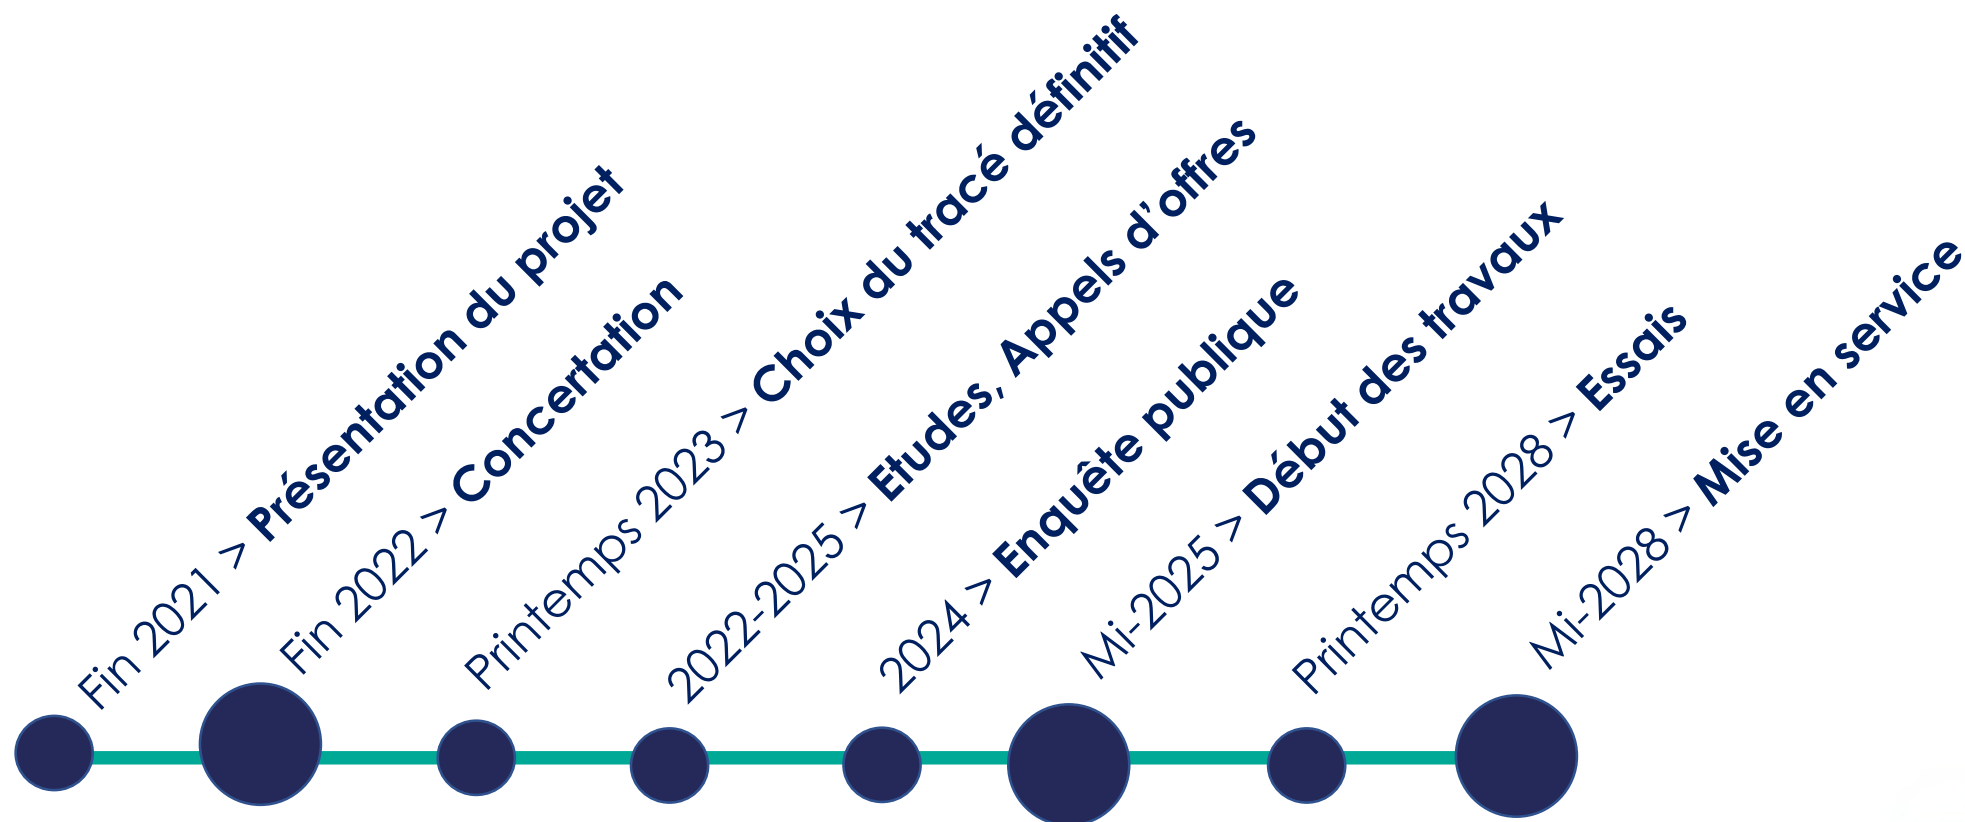 Fin 2021 > Présentation du projet
Fin 2022 > Concertation
Printemps 2023 > Choix du tracé définitif
2022-2025 > Etudes, Appels d’offres
2024 > Enquête publique
Mi-2025 > Début des travaux
Printemps 2028 > Essais
Mi-2028 > Mise en service